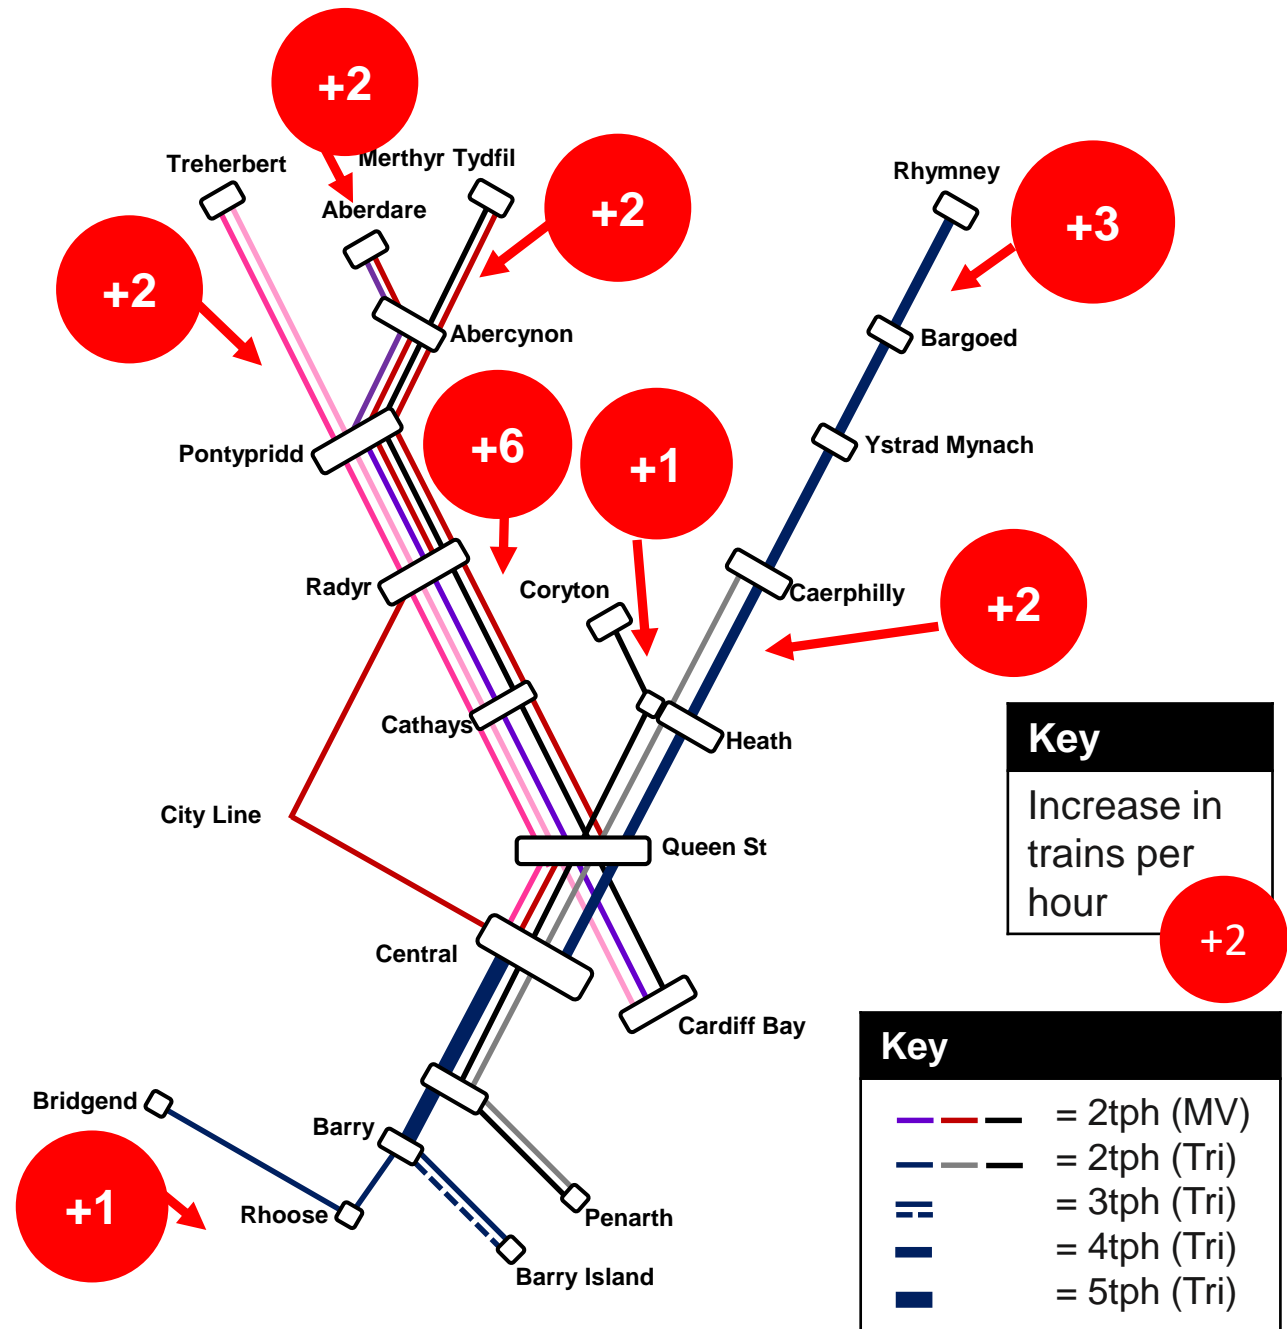 +2
Treherbert
Merthyr Tydfil
Aberdare
+2
Rhymney
+3
+2
Abercynon
Bargoed
Pontypridd
+6
+1
Ystrad Mynach
Radyr
Coryton
Caerphilly
+2
Cathays
Heath
City Line
Queen St
Key
Increase in
trains per
hour
+2
Central
Cardiff Bay
Bridgend
Barry
+1
Rhoose
Penarth
Barry Island
Key
= 2tph (MV)
= 2tph (Tri)
= 3tph (Tri)
= 4tph (Tri)
= 5tph (Tri)